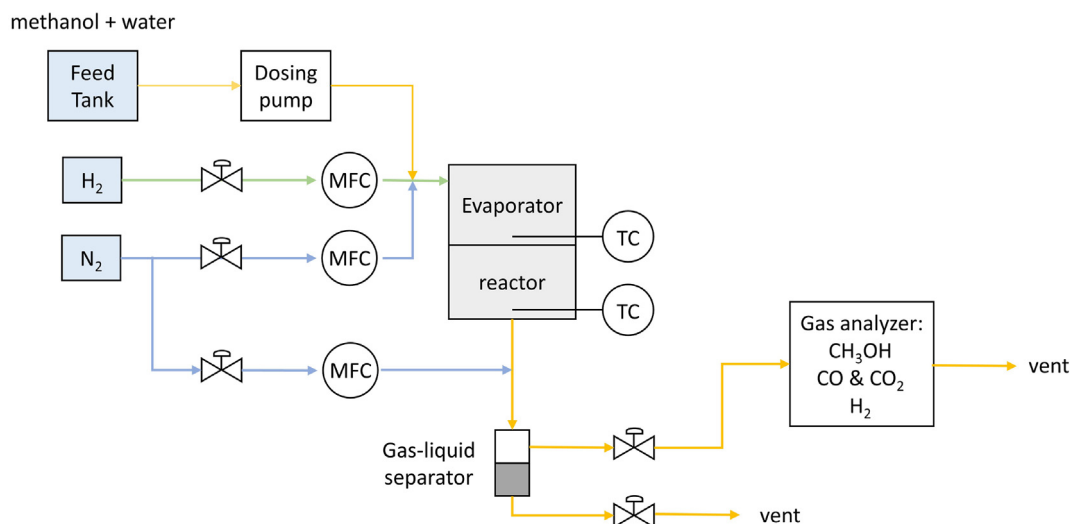 methanol + water
Feed
Tank
Dosing
pump
H₂
MFC
Evaporator
TC
N₂
MFC
reactor
TC
MFC
Gas analyzer:
CH₃OH
CO & CO₂
H₂
vent
Gas-liquid
separator
vent